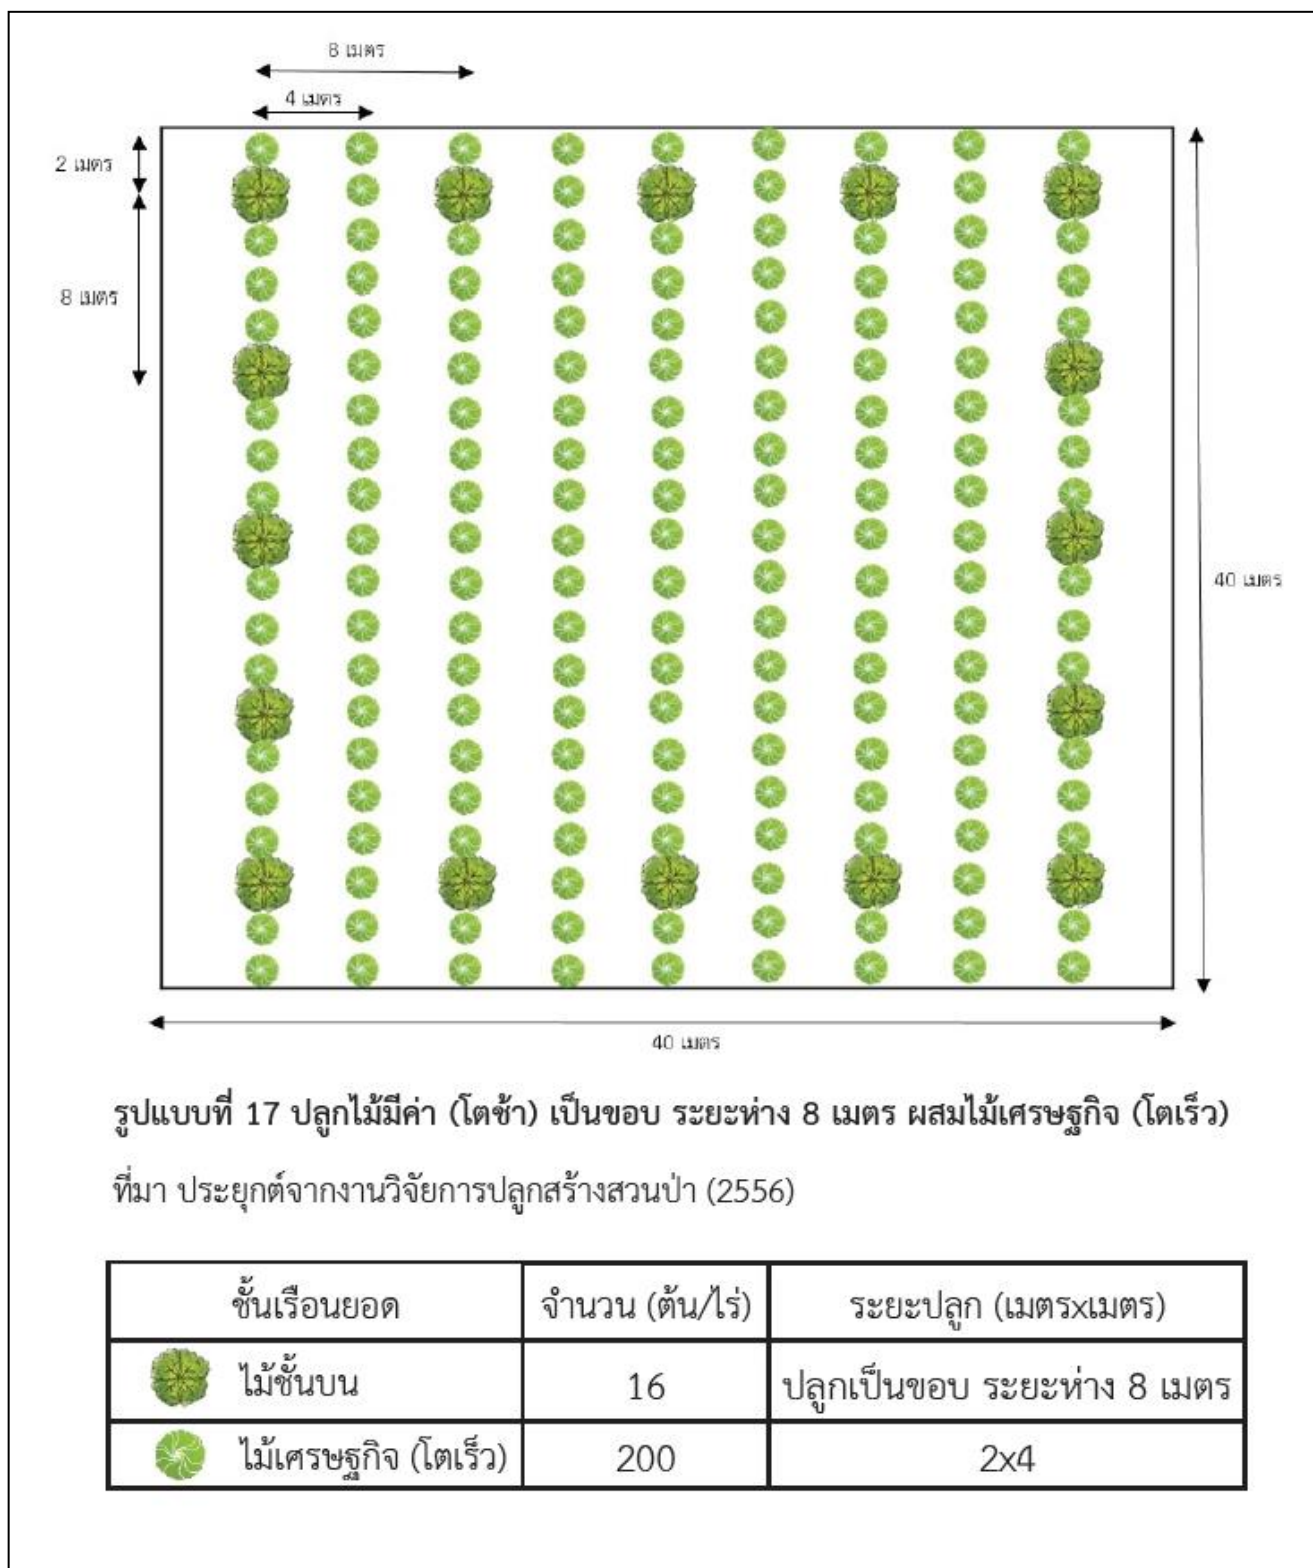 8 เมตร
4 เมตร
2 เมตร
8 เมตร
40 เมตร
40 เมตร
รูปแบบที่ 17 ปลูกไม้มีค่า (โตช้า) เป็นขอบ ระยะห่าง 8 เมตร ผสมไม้เศรษฐกิจ (โตเร็ว)
ที่มา ประยุกต์จากงานวิจัยการปลูกสร้างสวนป่า (2556)
ชั้นเรือนยอด จำนวน (ต้น/ไร่) ระยะปลูก (เมตรxเมตร)
ไม้ชั้นบน 16 ปลูกเป็นขอบ ระยะห่าง 8 เมตร
ไม้เศรษฐกิจ (โตเร็ว) 200 2x4